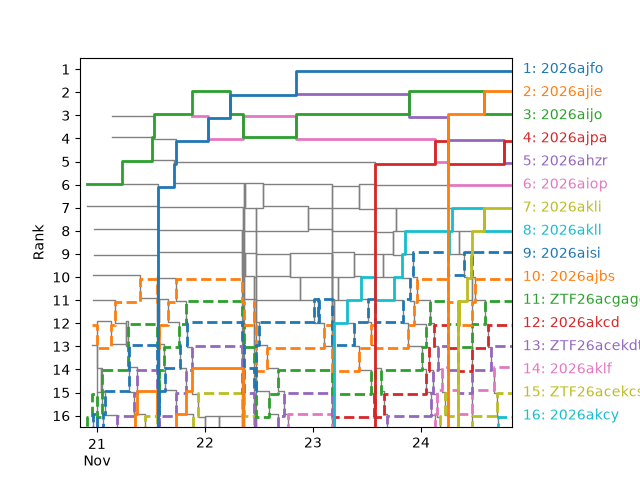 1
2
3
4
5
6
7
8
9
10
11
12
13
14
15
16
Rank
21
22
23
24
Nov
1: 2026ajfo
2: 2026ajie
3: 2026aijo
4: 2026ajpa
5: 2026ahzr
6: 2026aiop
7: 2026akli
8: 2026akll
9: 2026aisi
10: 2026ajbs
11: ZTF26acgag
12: 2026akcd
13: ZTF26acekdt
14: 2026aklf
15: ZTF26acekcs
16: 2026akcy